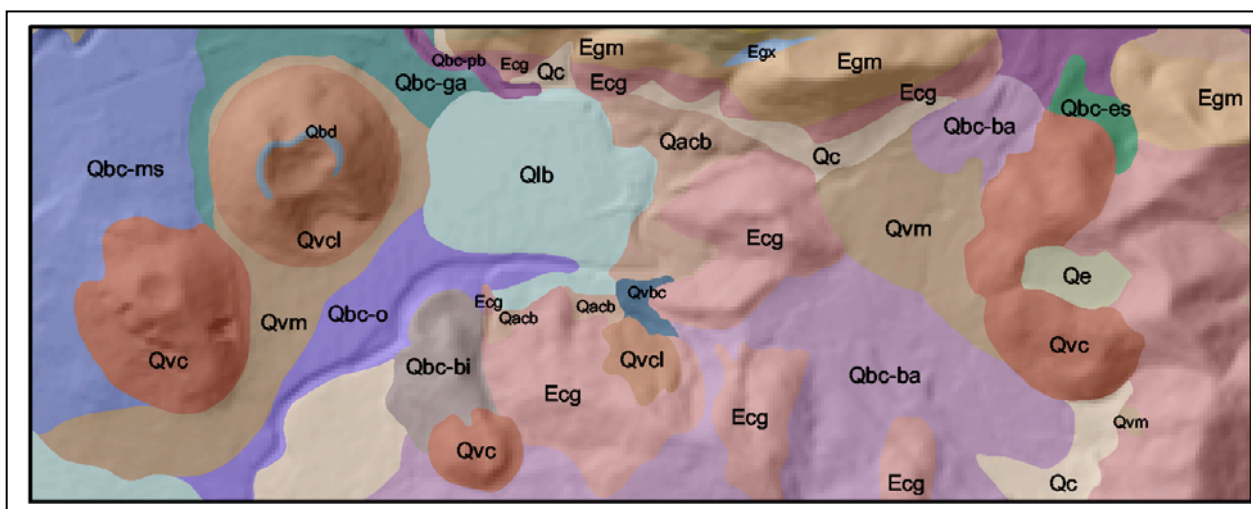 Egm
Egx
Qbc-pb
Ecg
Qc
Egm
Qbc-ga
Ecg
Ecg
Egm
Qbc-es
Qbd
Qacb
Qbc-ba
Qbc-ms
Qlb
Qc
Qvcl
Ecg
Qvm
Qe
Qvbc
Ecg
Qacb
Qacb
Qvm
Qbc-o
Qvc
Qbc-bi
Qvcl
Qbc-ba
Qvc
Ecg
Ecg
Qvm
Qvc
Ecg
Qc